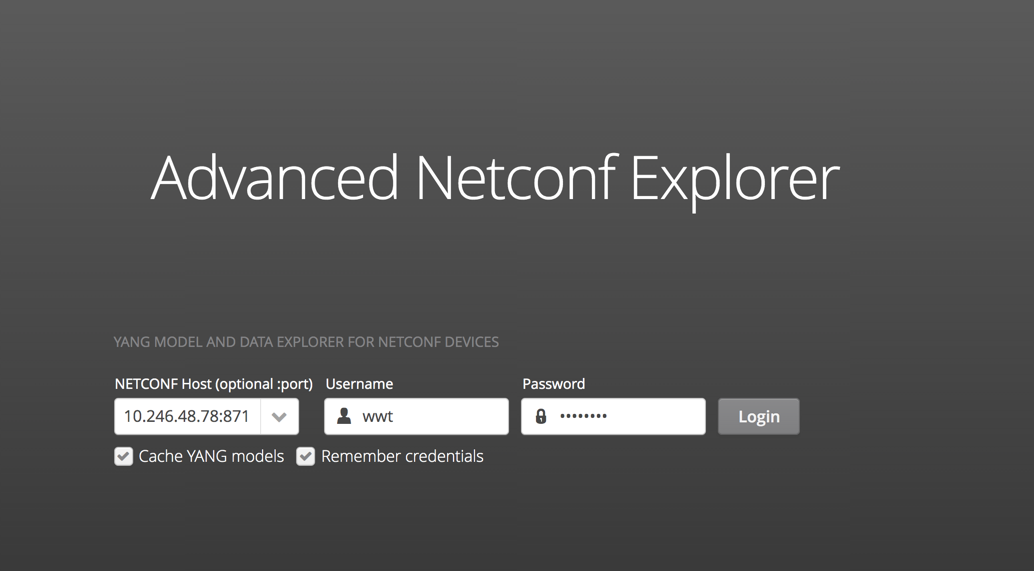 Advanced Netconf Explorer
YANG MODEL AND DATA EXPLORER FOR NETCONF DEVICES
NETCONF Host (optional :port) Username Password
10.246.48.78:871 wwt •••••••• Login
Cache YANG models Remember credentials